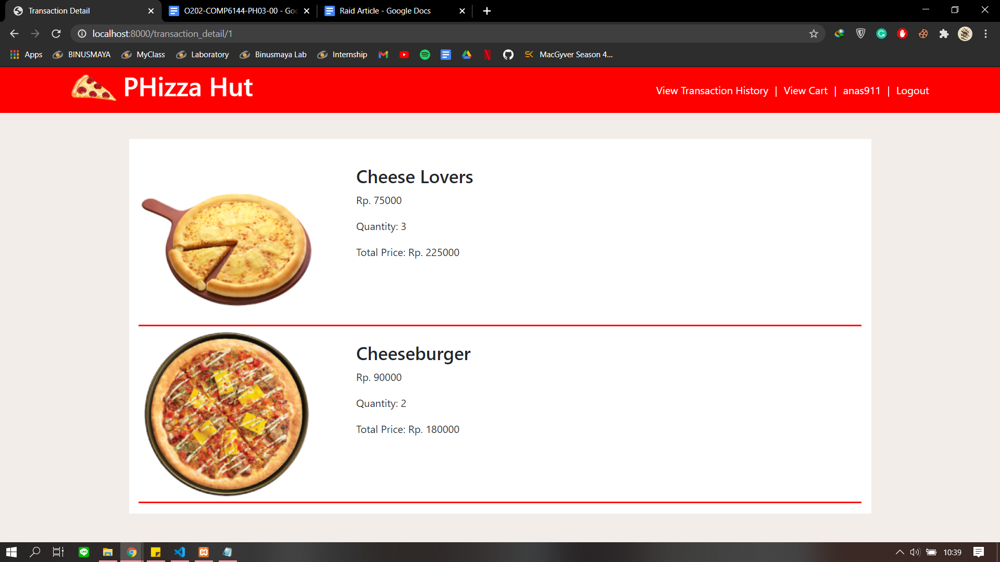 Transaction Detail
O202-COMP6144-PH03-00 - Goo
Raid Article - Google Docs
localhost:8000/transaction_detail/1
Apps
BINUSMAYA
MyClass
Laboratory
Binusmaya Lab
Internship
MacGyver Season 4...
PHizza Hut
View Transaction History | View Cart | anas911 | Logout
Cheese Lovers
Rp. 75000
Quantity: 3
Total Price: Rp. 225000
Cheeseburger
Rp. 90000
Quantity: 2
Total Price: Rp. 180000
10:39